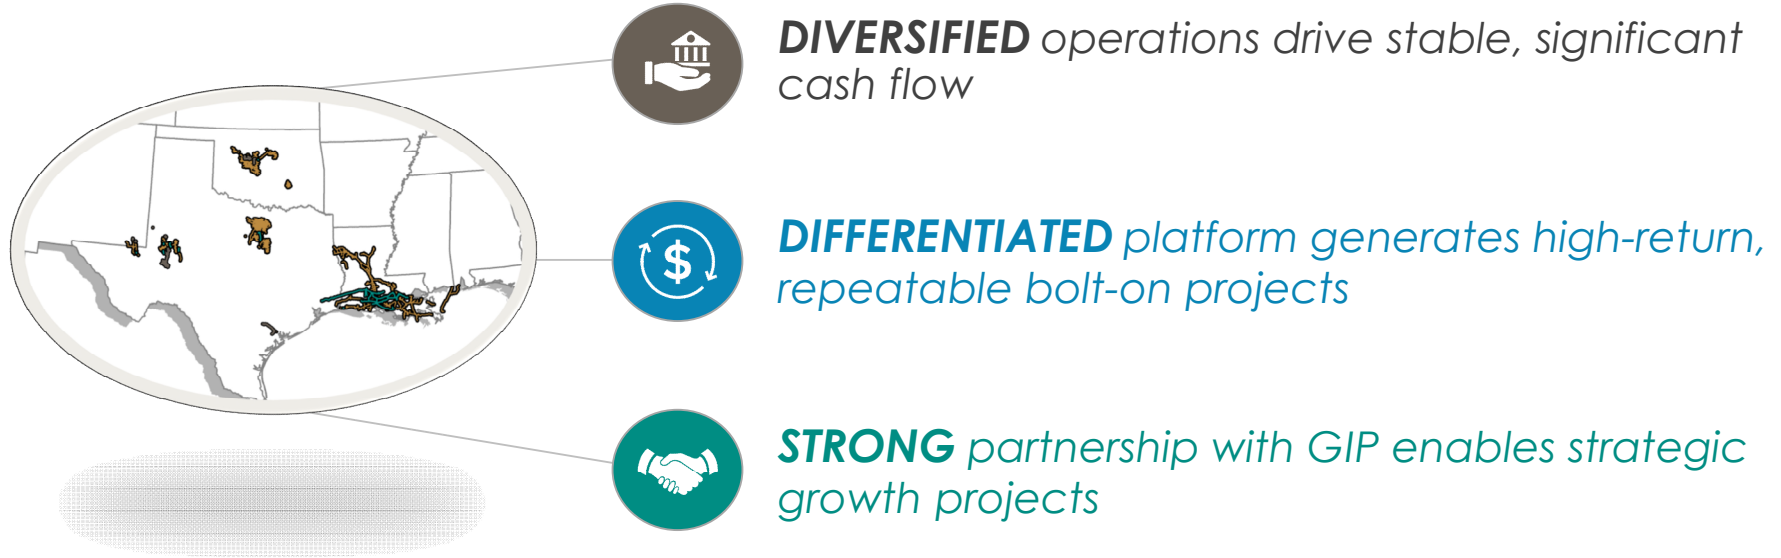 DIVERSIFIED operations drive stable, significant
cash flow
$
DIFFERENTIATED platform generates high-return,
repeatable bolt-on projects
STRONG partnership with GIP enables strategic
growth projects